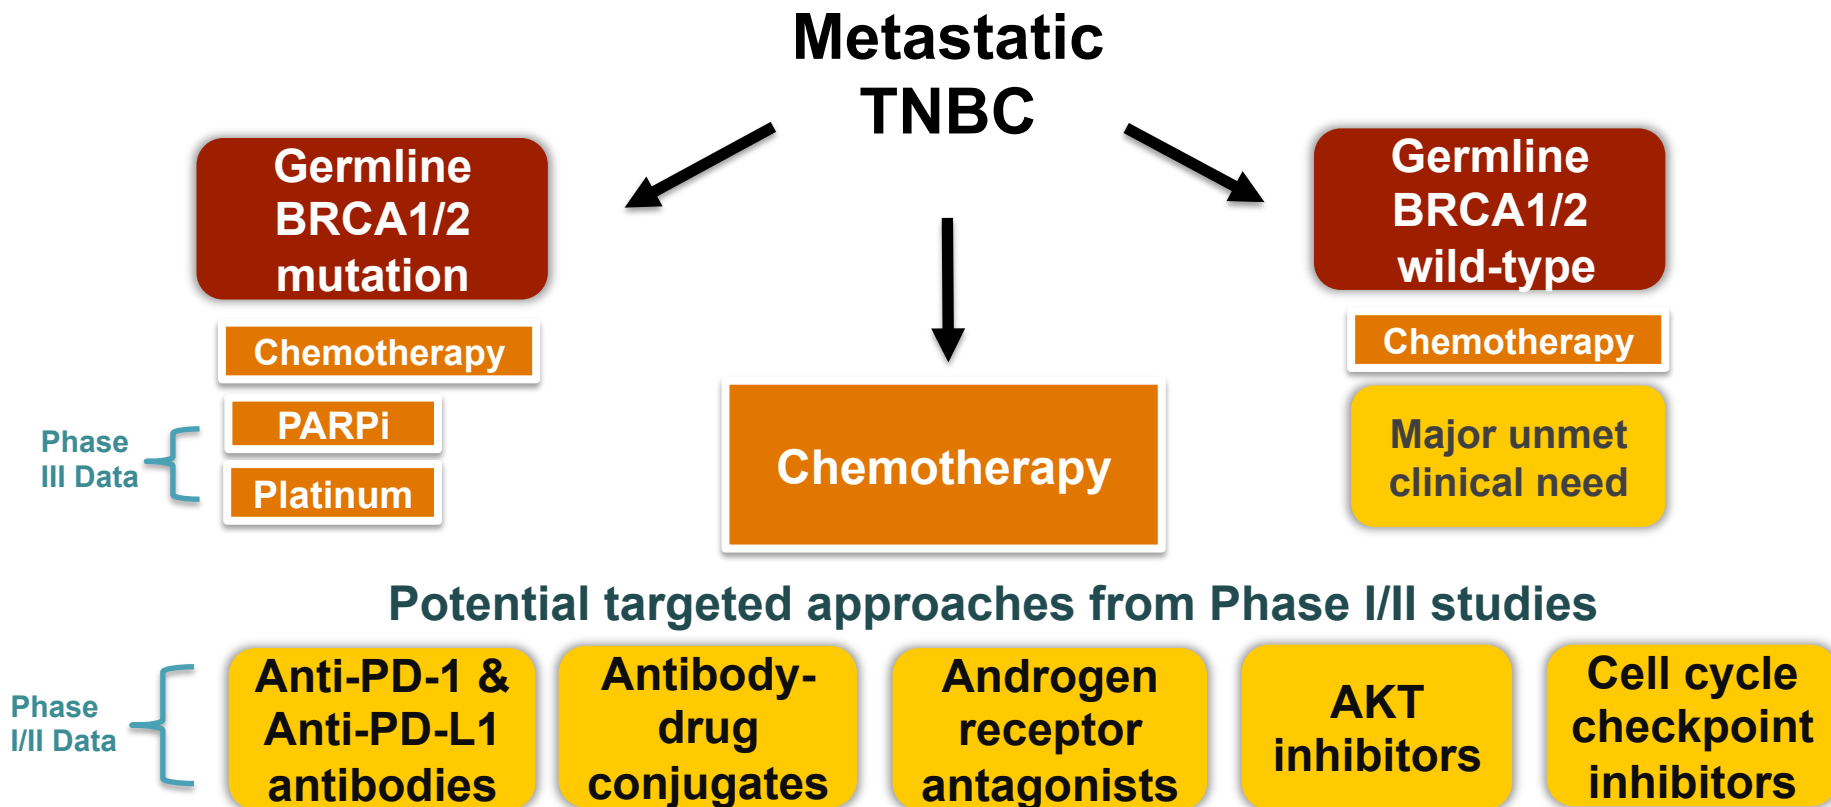 Metastatic
TNBC
Germline
BRCA1/2
mutation
Chemotherapy
Phase
III Data
PARPi
Platinum
Chemotherapy
Germline
BRCA1/2
wild-type
Chemotherapy
Major unmet
clinical need
Potential targeted approaches from Phase I/II studies
Phase
I/II Data
Anti-PD-1 &
Anti-PD-L1
antibodies
Antibody-
drug
conjugates
Androgen
receptor
antagonists
AKT
inhibitors
Cell cycle
checkpoint
inhibitors